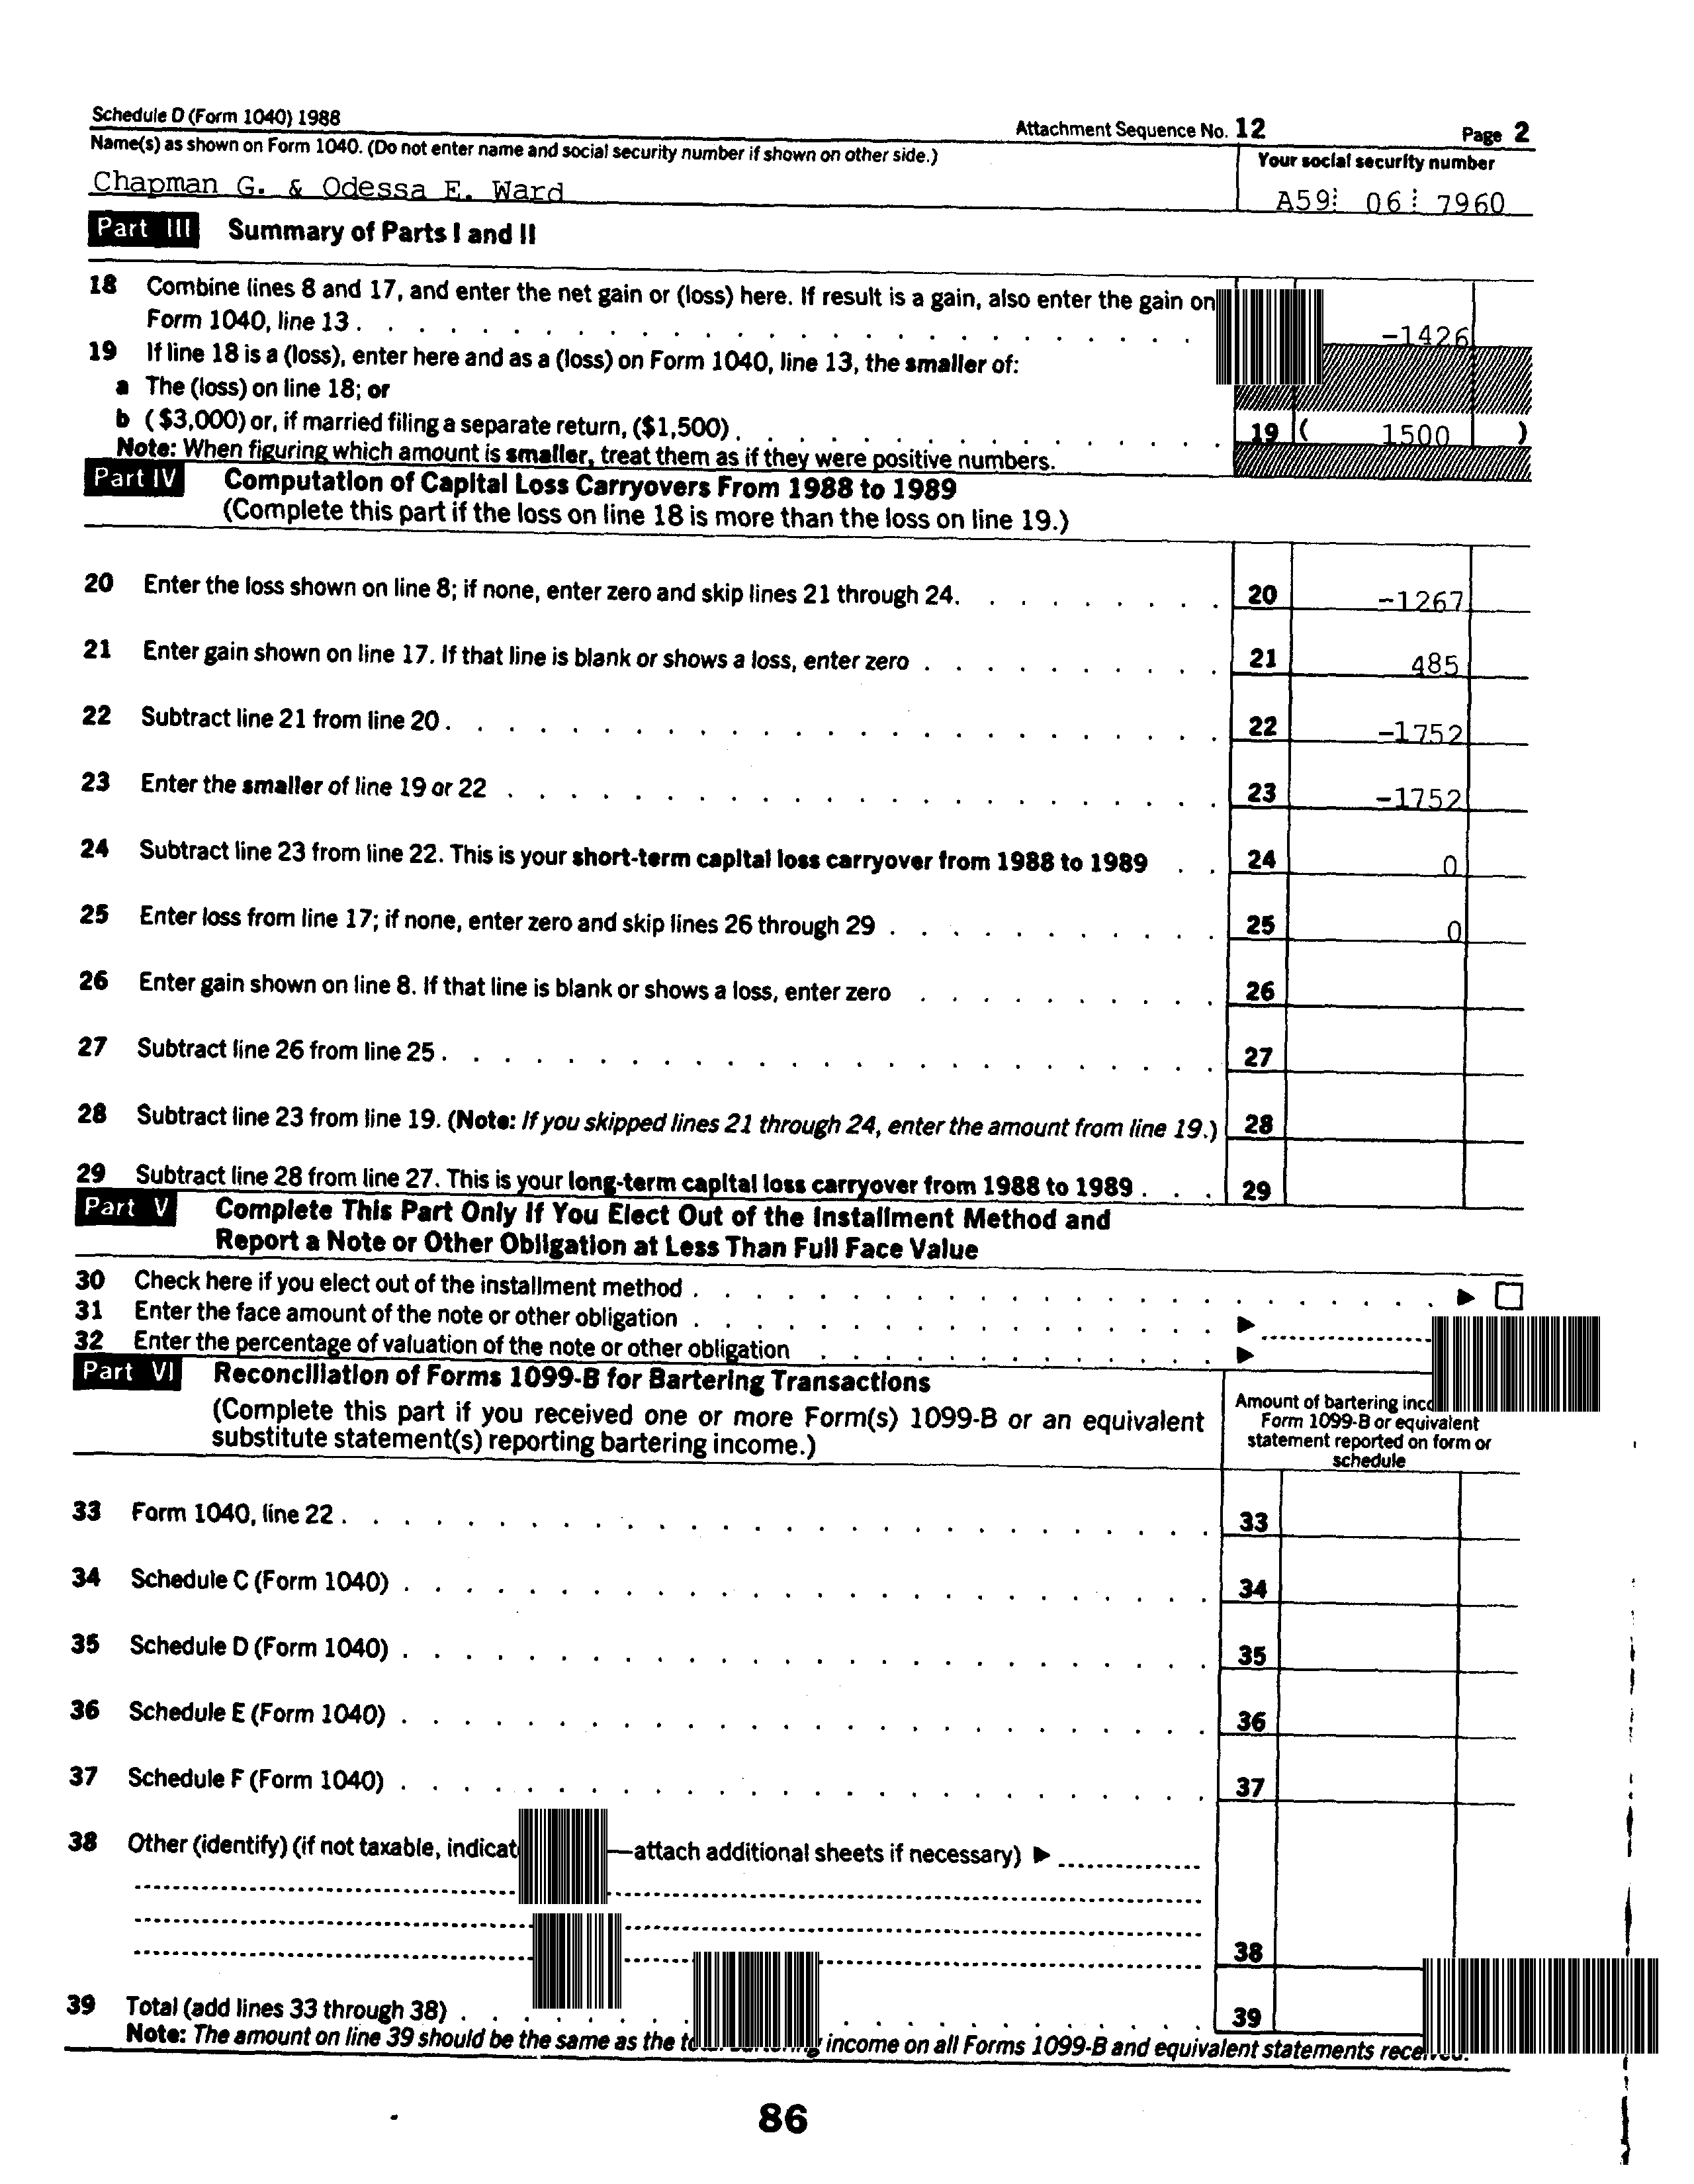 Schedule D (Form 1040) 1988
Attachment Sequence No. 12
Page 2
Name(s) as shown on Form 1040. (Do not enter name and social security number if shown on other side.)
Your social security number
Chapman G. & Odessa E. Ward
A59 06 7960
Part III Summary of Parts I and II
18 Combine lines 8 and 17, and enter the net gain or (loss) here. If result is a gain, also enter the gain on
Form 1040, line 13 . . . . -1426
19 If line 18 is a (loss), enter here and as a (loss) on Form 1040, line 13, the smaller of:
a The (loss) on line 18; or
b ($3,000) or, if married filing a separate return, ($1,500) . . . . 19 ( 1500 )
Note: When figuring which amount is smaller, treat them as if they were positive numbers.
Part IV Computation of Capital Loss Carryovers From 1988 to 1989
(Complete this part if the loss on line 18 is more than the loss on line 19.)
20 Enter the loss shown on line 8; if none, enter zero and skip lines 21 through 24. . . . . 20 -1267
21 Enter gain shown on line 17. If that line is blank or shows a loss, enter zero . . . . 21 485
22 Subtract line 21 from line 20 . . . . 22 -1752
23 Enter the smaller of line 19 or 22 . . . . 23 -1752
24 Subtract line 23 from line 22. This is your short-term capital loss carryover from 1988 to 1989 . . 24 0
25 Enter loss from line 17; if none, enter zero and skip lines 26 through 29 . . . . 25 0
26 Enter gain shown on line 8. If that line is blank or shows a loss, enter zero . . . . 26
27 Subtract line 26 from line 25 . . . . 27
28 Subtract line 23 from line 19. (Note: If you skipped lines 21 through 24, enter the amount from line 19.) 28
29 Subtract line 28 from line 27. This is your long-term capital loss carryover from 1988 to 1989 . . . 29
Part V Complete This Part Only If You Elect Out of the Installment Method and
Report a Note or Other Obligation at Less Than Full Face Value
30 Check here if you elect out of the installment method . . . . ► ☐
31 Enter the face amount of the note or other obligation . . . . ►
32 Enter the percentage of valuation of the note or other obligation . . . . ►
Part VI Reconciliation of Forms 1099-B for Bartering Transactions
(Complete this part if you received one or more Form(s) 1099-B or an equivalent
substitute statement(s) reporting bartering income.)
Amount of bartering
Form 1099-B or equivalent
statement reported on form or
schedule
33 Form 1040, line 22 . . . . 33
34 Schedule C (Form 1040) . . . . 34
35 Schedule D (Form 1040) . . . . 35
36 Schedule E (Form 1040) . . . . 36
37 Schedule F (Form 1040) . . . . 37
38 Other (identify) (if not taxable, —attach additional sheets if necessary) ►
38
39 Total (add lines 33 through 38) . . . . 39
Note: The amount on line 39 should be the same as the income on all Forms 1099-B and equivalent statements
86